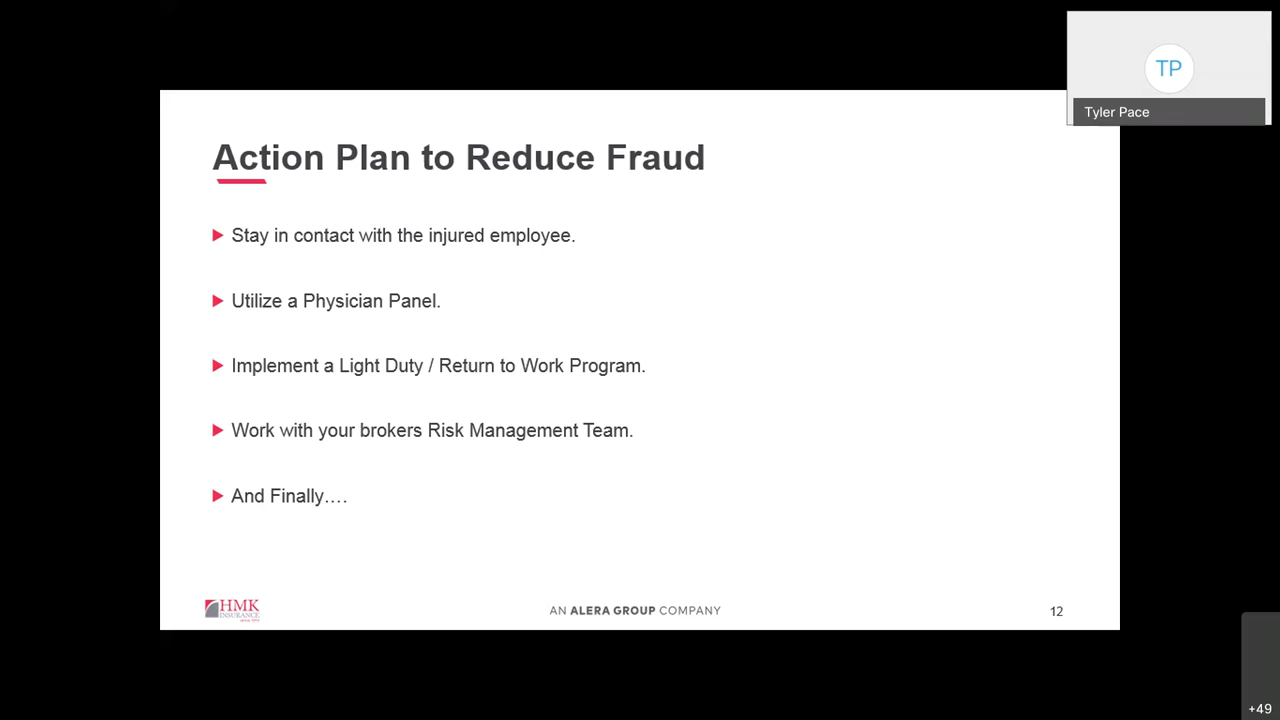 TP
Tyler Pace
Action Plan to Reduce Fraud
Stay in contact with the injured employee.
Utilize a Physician Panel.
Implement a Light Duty / Return to Work Program.
Work with your brokers Risk Management Team.
And Finally….
HMK
INSURANCE
AN ALERA GROUP COMPANY
12
+49